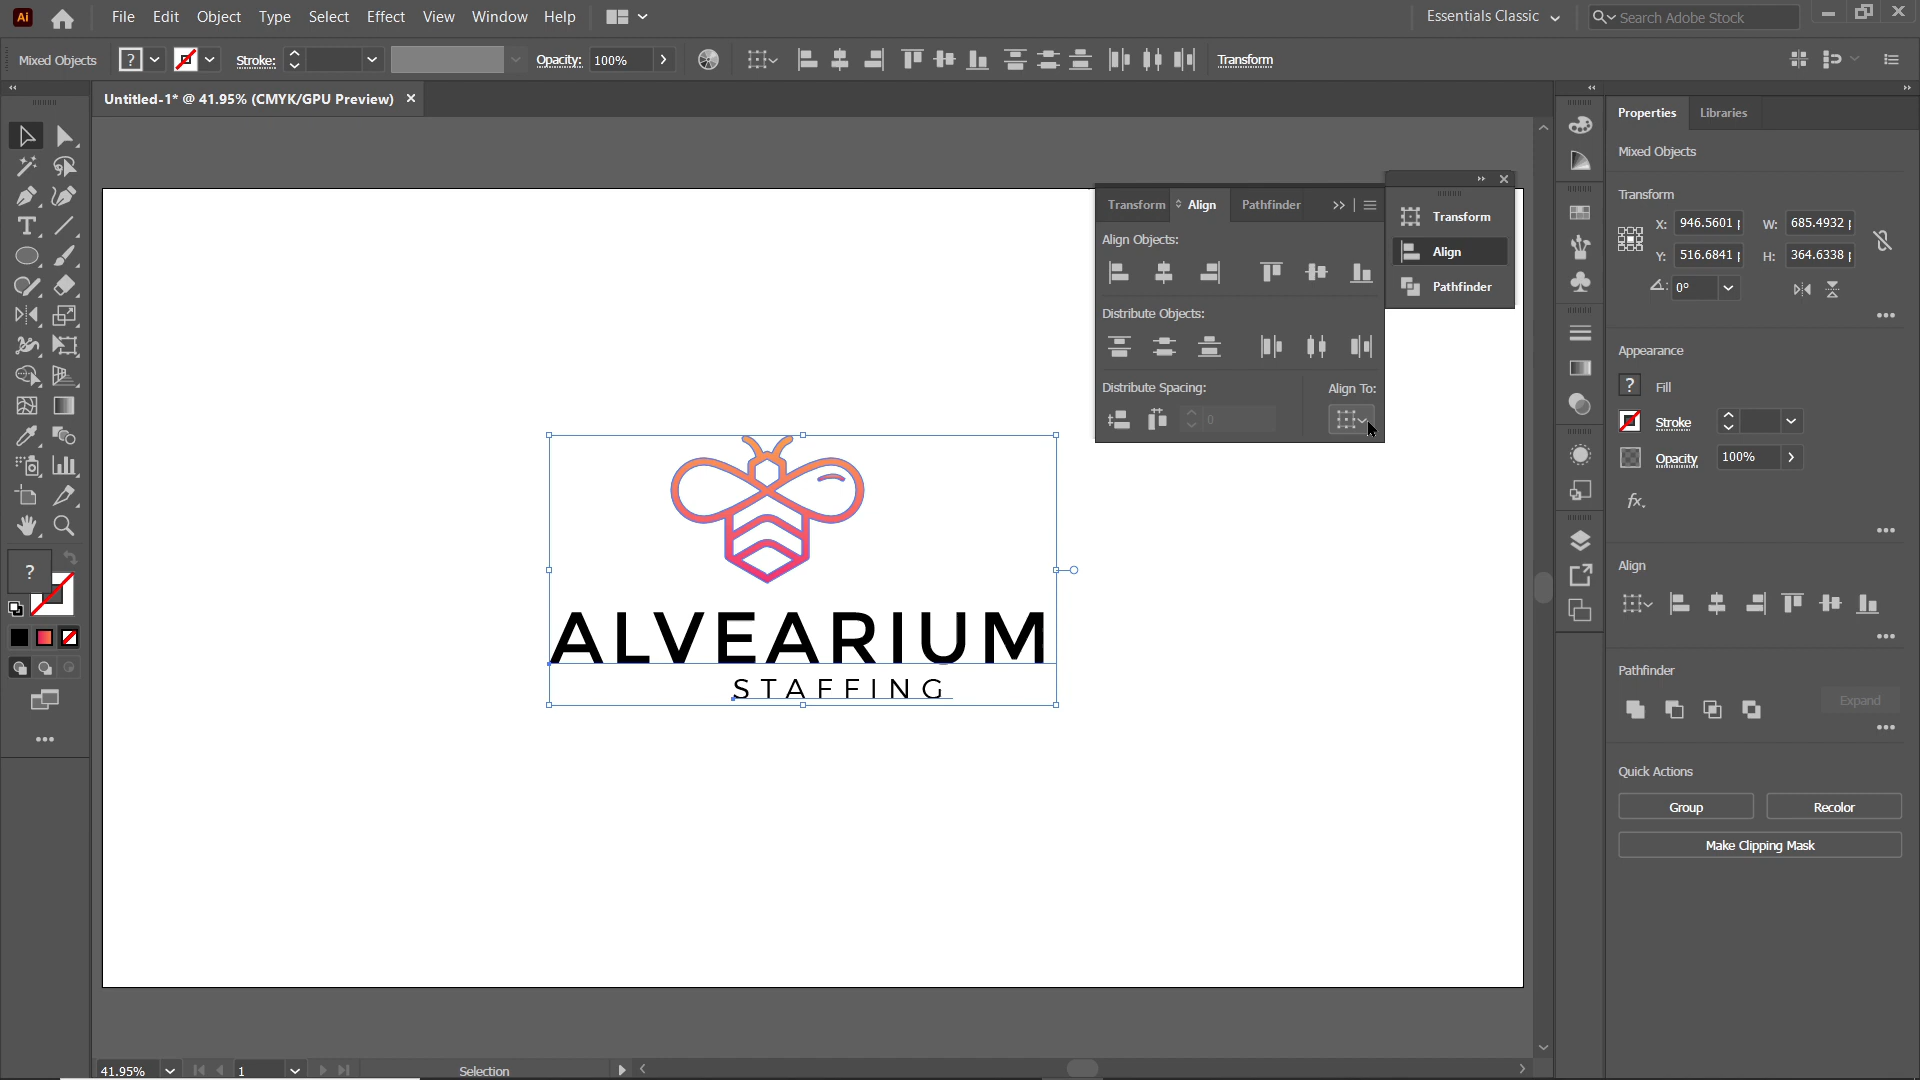 Ai File Edit Object Type Select Effect View Window Help Essentials Classic Search Adobe Stock
Mixed Objects ? Stroke: Opacity: 100% Transform
Untitled-1* @ 41.95% (CMYK/GPU Preview)
Properties Libraries
Mixed Objects
Transform
X: 946.5601 W: 685.4932
Y: 516.6841 H: 364.6338
0°
Appearance
? Fill
Stroke
Opacity 100%
fx.
Align
Pathfinder
Expand
Quick Actions
Group Recolor
Make Clipping Mask
Transform Align Pathfinder
Align Objects:
Distribute Objects:
Distribute Spacing: Align To:
0
Transform
Align
Pathfinder
ALVEARIUM
STAFFING
T
?
41.95% 1 Selection